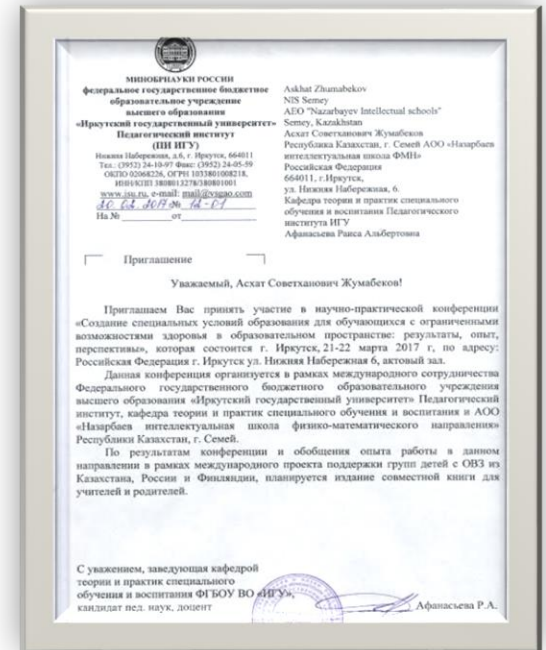 МИНОБРНАУКИ РОССИИ
федеральное государственное бюджетное
образовательное учреждение
высшего образования
«Иркутский государственный университет»
Педагогический институт
(ПИ ИГУ)
Нижняя Набережная, д.6, г. Иркутск, 664011
Тел.: (3952) 24-10-97 Факс: (3952) 24-05-59
ОКПО 02068226, ОГРН 1033801008218,
ИНН/КПП 3808013278/380801001
www.isu.ru, e-mail: mail@vsgao.com
20.02.2017 № 12-01
На № от
Askhat Zhumabekov
NIS Semey
AEO "Nazarbayev Intellectual schools"
Semey, Kazakhstan
Асхат Советханович Жумабеков
Республика Казахстан, г. Семей АОО «Назарбаев
интеллектуальная школа ФМН»
Российская Федерация
664011, г.Иркутск,
ул. Нижняя Набережная, 6.
Кафедра теории и практик специального
обучения и воспитания Педагогического
института ИГУ
Афанасьева Раиса Альбертовна
Приглашение
Уважаемый, Асхат Советханович Жумабеков!
Приглашаем Вас принять участие в научно-практической конференции
«Создание специальных условий образования для обучающихся с ограниченными
возможностями здоровья в образовательном пространстве: результаты, опыт,
перспективы», которая состоится г. Иркутск, 21-22 марта 2017 г, по адресу:
Российская Федерация г. Иркутск ул. Нижняя Набережная 6, актовый зал.
Данная конференция организуется в рамках международного сотрудничества
Федерального государственного бюджетного образовательного учреждения
высшего образования «Иркутский государственный университет» Педагогический
институт, кафедра теории и практик специального обучения и воспитания и АОО
«Назарбаев интеллектуальная школа физико-математического направления»
Республики Казахстан, г. Семей.
По результатам конференции и обобщения опыта работы в данном
направлении в рамках международного проекта поддержки групп детей с ОВЗ из
Казахстана, России и Финляндии, планируется издание совместной книги для
учителей и родителей.
С уважением, заведующая кафедрой
теории и практик специального
обучения и воспитания ФГБОУ ВО «ИГУ»,
кандидат пед. наук, доцент
Афанасьева Р.А.